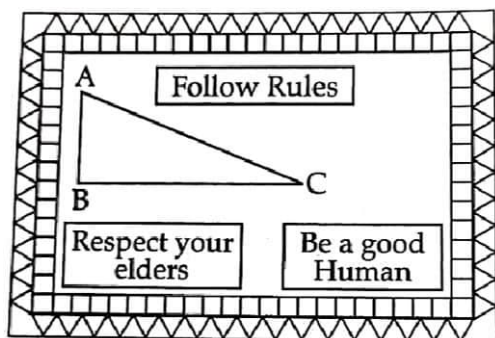 A
Follow Rules
B
C
Respect your
elders
Be a good
Human